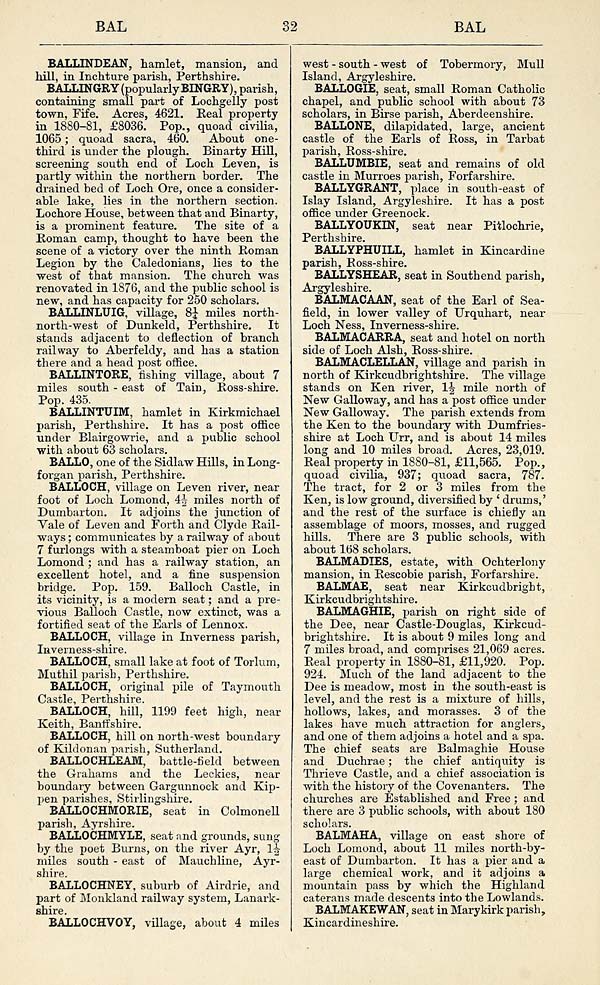 BAL 32 BAL
BALLINDEAN, hamlet, mansion, and
hill, in Inchture parish, Perthshire.
BALLINGRY (popularly BINGRY), parish,
containing small part of Lochgelly post
town, Fife. Acres, 4621. Real property
in 1880-81, £8036. Pop., quoad civilia,
1065; quoad sacra, 460. About one-
third is under the plough. Binarty Hill,
screening south end of Loch Leven, is
partly within the northern border. The
drained bed of Loch Ore, once a consider-
able lake, lies in the northern section.
Lochore House, between that and Binarty,
is a prominent feature. The site of a
Roman camp, thought to have been the
scene of a victory over the ninth Roman
Legion by the Caledonians, lies to the
west of that mansion. The church was
renovated in 1876, and the public school is
new, and has capacity for 250 scholars.
BALLINLUIG, village, 8¼ miles north-
north-west of Dunkeld, Perthshire. It
stands adjacent to deflection of branch
railway to Aberfeldy, and has a station
there and a head post office.
BALLINTORE, fishing village, about 7
miles south-east of Tain, Ross-shire.
Pop. 435.
BALLINTUIM, hamlet in Kirkmichael
parish, Perthshire. It has a post office
under Blairgowrie, and a public school
with about 63 scholars.
BALLO, one of the Sidlaw Hills, in Long-
forgan parish, Perthshire.
BALLOCH, village on Leven river, near
foot of Loch Lomond, 4½ miles north of
Dumbarton. It adjoins the junction of
Vale of Leven and Forth and Clyde Rail-
ways; communicates by a railway of about
7 furlongs with a steamboat pier on Loch
Lomond; and has a railway station, an
excellent hotel, and a fine suspension
bridge. Pop. 159. Balloch Castle, in
its vicinity, is a modern seat; and a pre-
vious Balloch Castle, now extinct, was a
fortified seat of the Earls of Lennox.
BALLOCH, village in Inverness parish,
Inverness-shire.
BALLOCH, small lake at foot of Torlum,
Muthil parish, Perthshire.
BALLOCH, original pile of Taymouth
Castle, Perthshire.
BALLOCH, hill, 1199 feet high, near
Keith, Banffshire.
BALLOCH, hill on north-west boundary
of Kildonan parish, Sutherland.
BALLOCHLEAM, battle-field between
the Grahams and the Leckies, near
boundary between Gargunnock and Kip-
pen parishes, Stirlingshire.
BALLOCHMORIE, seat in Colmonell
parish, Ayrshire.
BALLOCHMYLE, seat and grounds, sung
by the poet Burns, on the river Ayr, 1½
miles south-east of Mauchline, Ayr-
shire.
BALLOCHNEY, suburb of Airdrie, and
part of Monkland railway system, Lanark-
shire.
BALLOCHVOY, village, about 4 miles
west-south-west of Tobermory, Mull
Island, Argyleshire.
BALLOGIE, seat, small Roman Catholic
chapel, and public school with about 73
scholars, in Birse parish, Aberdeenshire.
BALLONE, dilapidated, large, ancient
castle of the Earls of Ross, in Tarbat
parish, Ross-shire.
BALLUMBIE, seat and remains of old
castle in Murroes parish, Forfarshire.
BALLYGRANT, place in south-east of
Islay Island, Argyleshire. It has a post
office under Greenock.
BALLYOUKIN, seat near Pitlochrie,
Perthshire.
BALLYPHUILL, hamlet in Kincardine
parish, Ross-shire.
BALLYSHEAR, seat in Southend parish,
Argyleshire.
BALMACAAN, seat of the Earl of Sea-
field, in lower valley of Urquhart, near
Loch Ness, Inverness-shire.
BALMACARRA, seat and hotel on north
side of Loch Alsh, Ross-shire.
BALMACLELLAN, village and parish in
north of Kirkcudbrightshire. The village
stands on Ken river, 1½ mile north of
New Galloway, and has a post office under
New Galloway. The parish extends from
the Ken to the boundary with Dumfries-
shire at Loch Urr, and is about 14 miles
long and 10 miles broad. Acres, 23,019.
Real property in 1880-81, £11,565. Pop.,
quoad civilia, 937; quoad sacra, 787.
The tract, for 2 or 3 miles from the
Ken, is low ground, diversified by ‘drums,’
and the rest of the surface is chiefly an
assemblage of moors, mosses, and rugged
hills. There are 3 public schools, with
about 168 scholars.
BALMADIES, estate, with Ochterlony
mansion, in Rescobie parish, Forfarshire.
BALMAE, seat near Kirkcudbright,
Kirkcudbrightshire.
BALMAGHIE, parish on right side of
the Dee, near Castle-Douglas, Kirkcud-
brightshire. It is about 9 miles long and
7 miles broad, and comprises 21,069 acres.
Real property in 1880-81, £11,920. Pop.
924. Much of the land adjacent to the
Dee is meadow, most in the south-east is
level, and the rest is a mixture of hills,
hollows, lakes, and morasses. 3 of the
lakes have much attraction for anglers,
and one of them adjoins a hotel and a spa.
The chief seats are Balmaghie House
and Duchrae; the chief antiquity is
Thrieve Castle, and a chief association is
with the history of the Covenanters. The
churches are Established and Free; and
there are 3 public schools, with about 180
scholars.
BALMAHA, village on east shore of
Loch Lomond, about 11 miles north-by-
east of Dumbarton. It has a pier and a
large chemical work, and it adjoins a
mountain pass by which the Highland
caterans made descents into the Lowlands.
BALMAKEWAN, seat in Marykirk parish,
Kincardineshire.